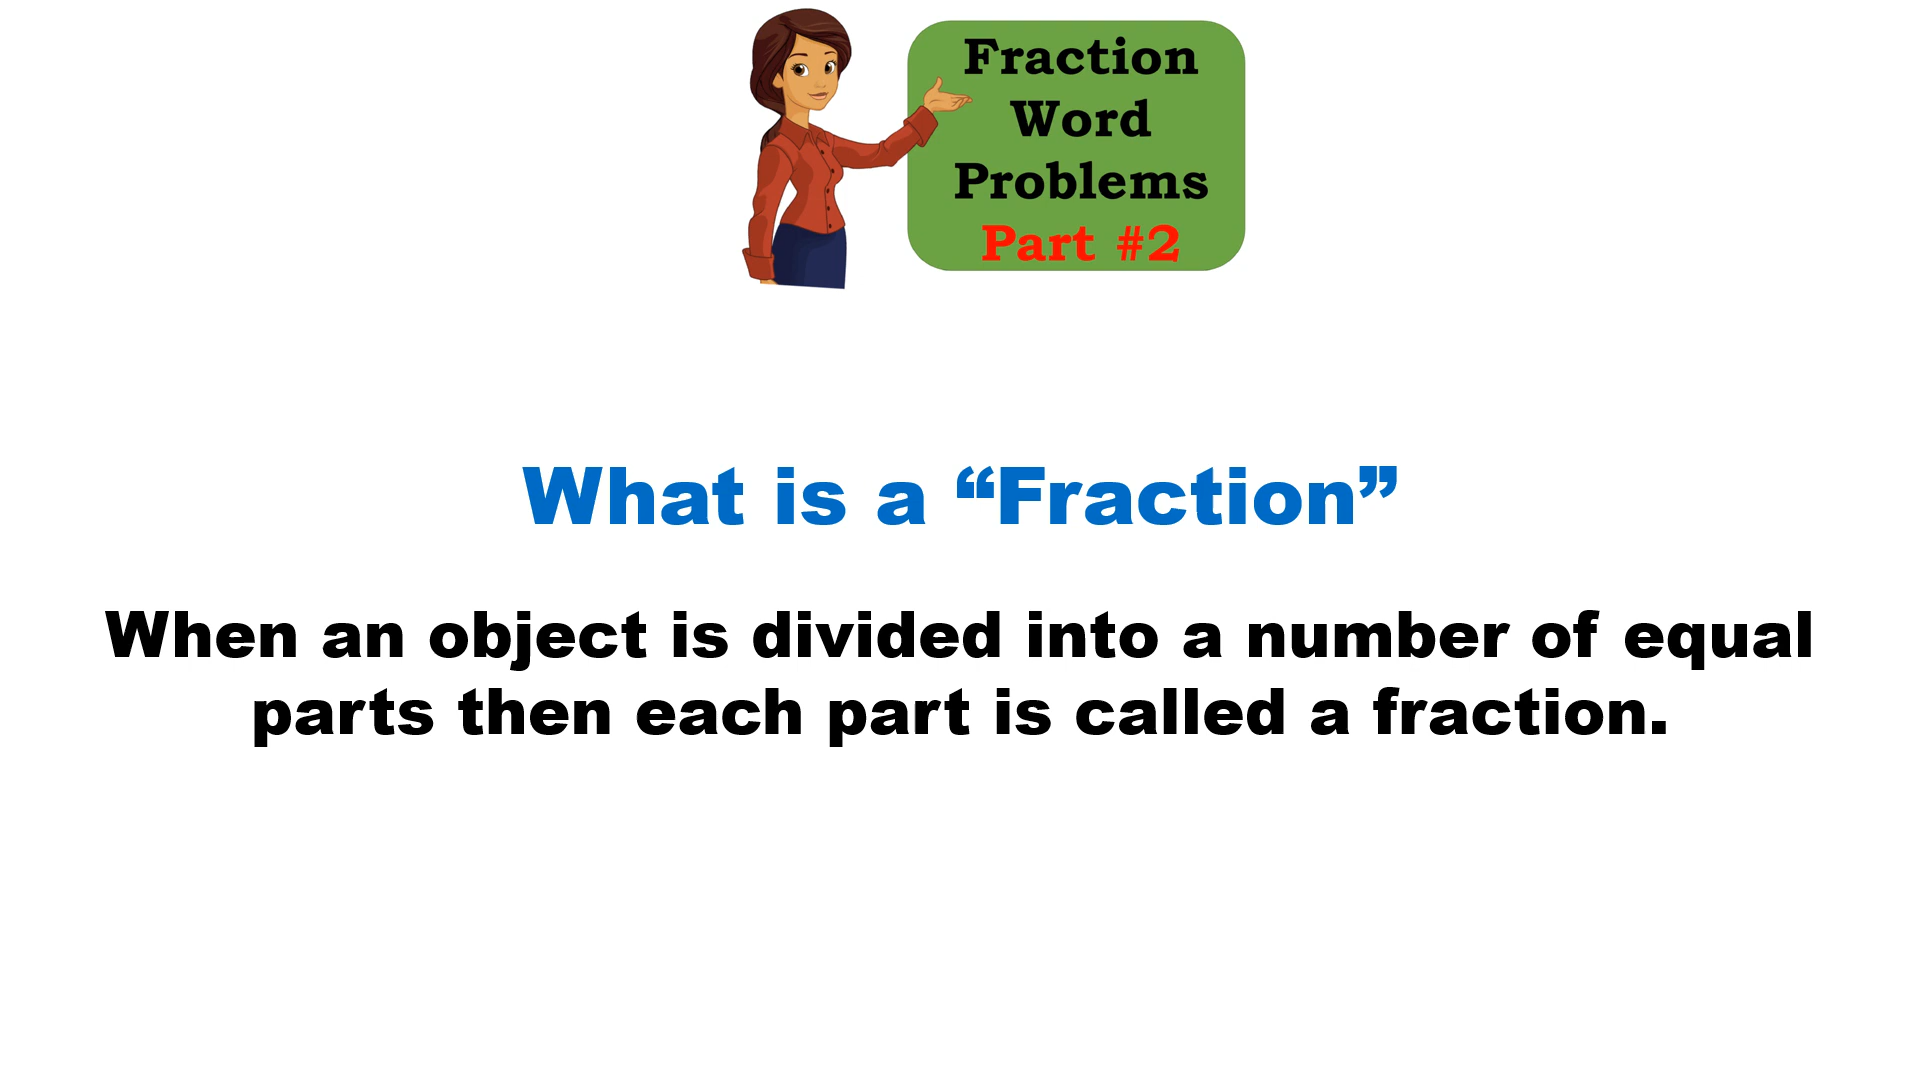 Fraction
Word
Problems
Part #2
What is a “Fraction”
When an object is divided into a number of equal
parts then each part is called a fraction.